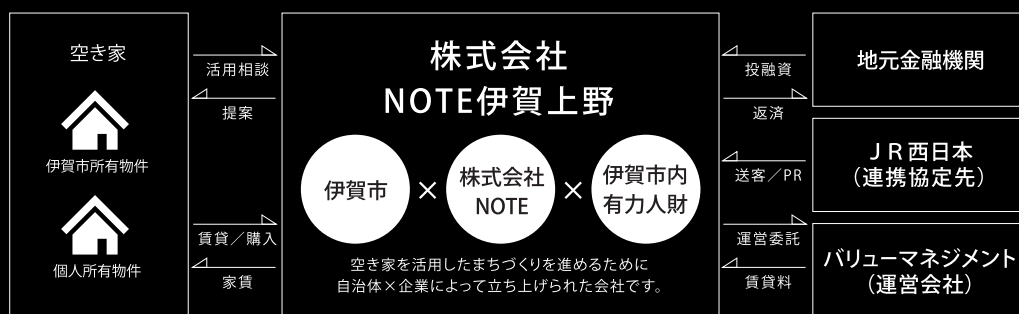 空き家
伊賀市所有物件
個人所有物件
活用相談
提案
賃貸／購入
家賃
株式会社
NOTE伊賀上野
伊賀市
×
株式会社
NOTE
×
伊賀市内
有力人財
空き家を活用したまちづくりを進めるために
自治体×企業によって立ち上げられた会社です。
投融資
返済
送客／PR
運営委託
賃貸料
地元金融機関
ＪＲ西日本
（連携協定先）
バリューマネジメント
（運営会社）